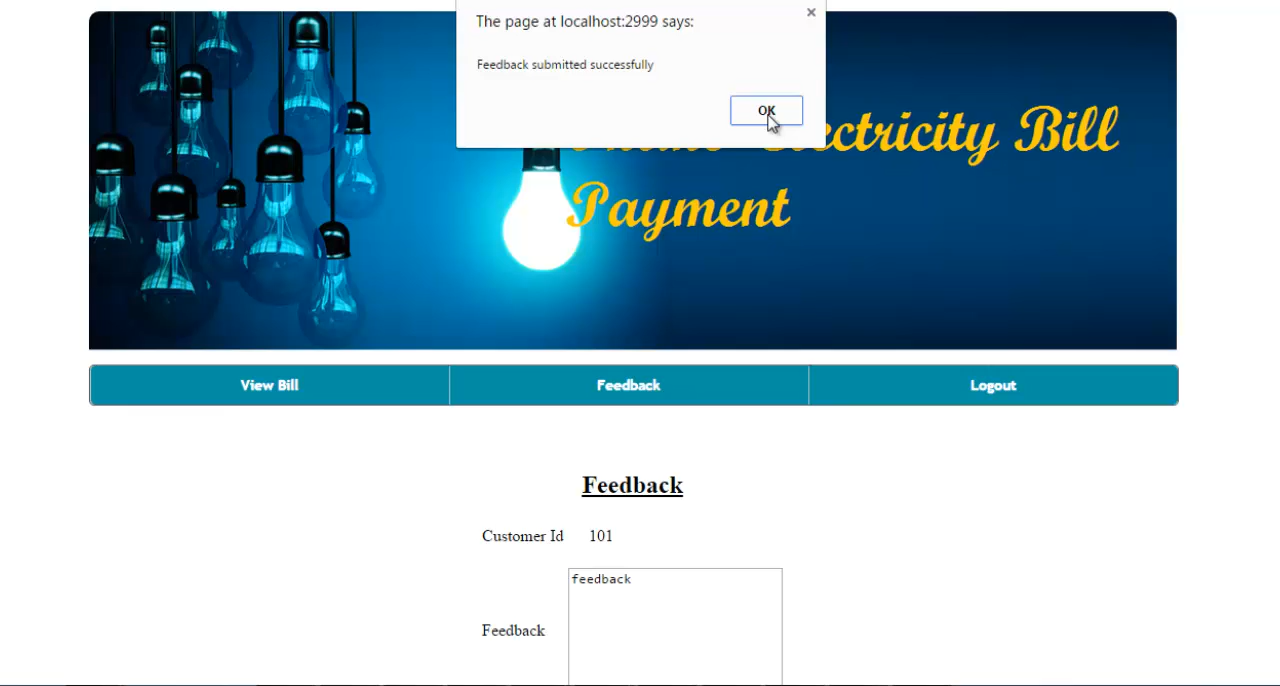 The page at localhost:2999 says:
Feedback submitted successfully
OK
Electricity Bill
Payment
View Bill
Feedback
Logout
Feedback
Customer Id 101
feedback
Feedback